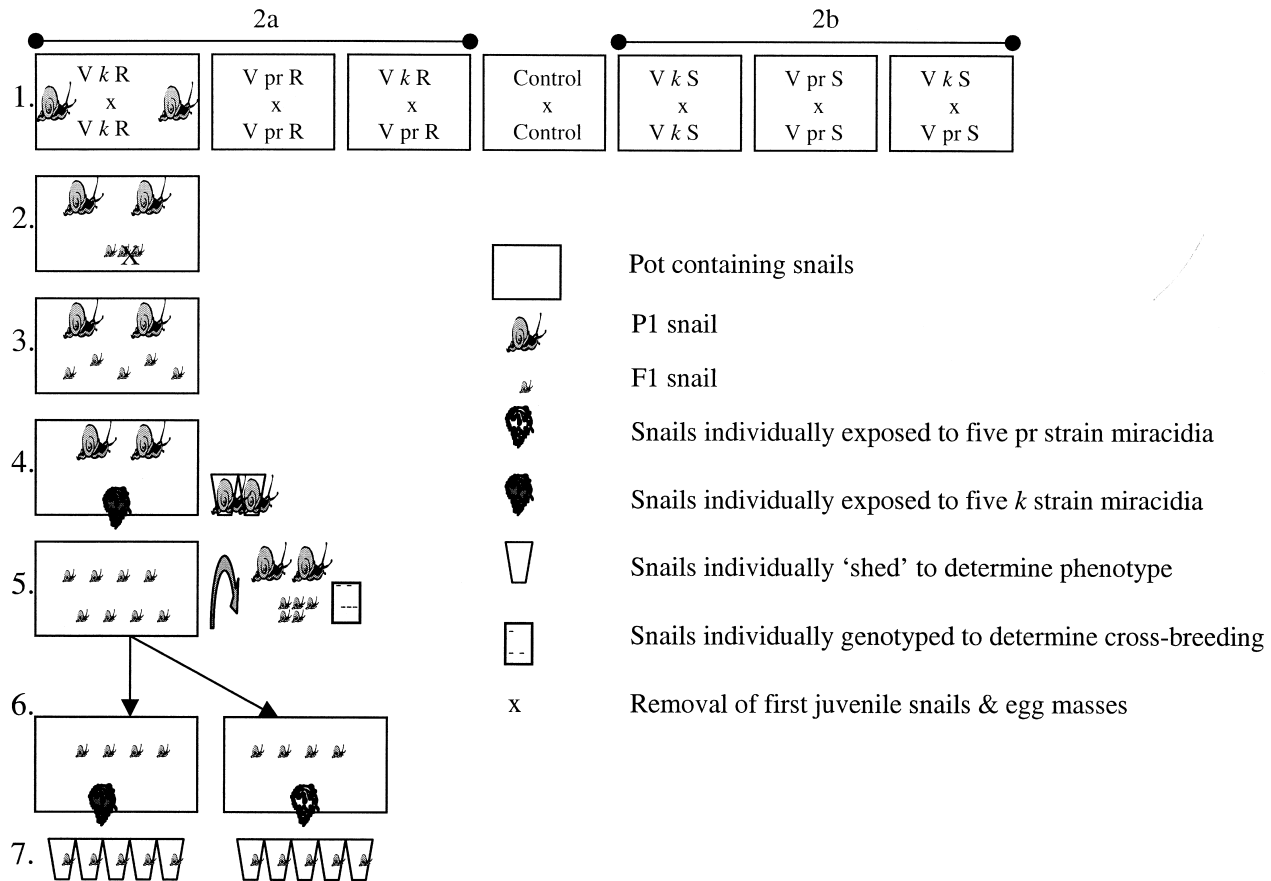 2a
2b
1.
V k R
x
V k R
V pr R
x
V pr R
V k R
x
V pr R
Control
x
Control
V k S
x
V k S
V pr S
x
V pr S
V k S
x
V pr S
2.
X
3.
4.
5.
6.
7.
Pot containing snails
P1 snail
F1 snail
Snails individually exposed to five pr strain miracidia
Snails individually exposed to five k strain miracidia
Snails individually ‘shed’ to determine phenotype
Snails individually genotyped to determine cross-breeding
x Removal of first juvenile snails & egg masses